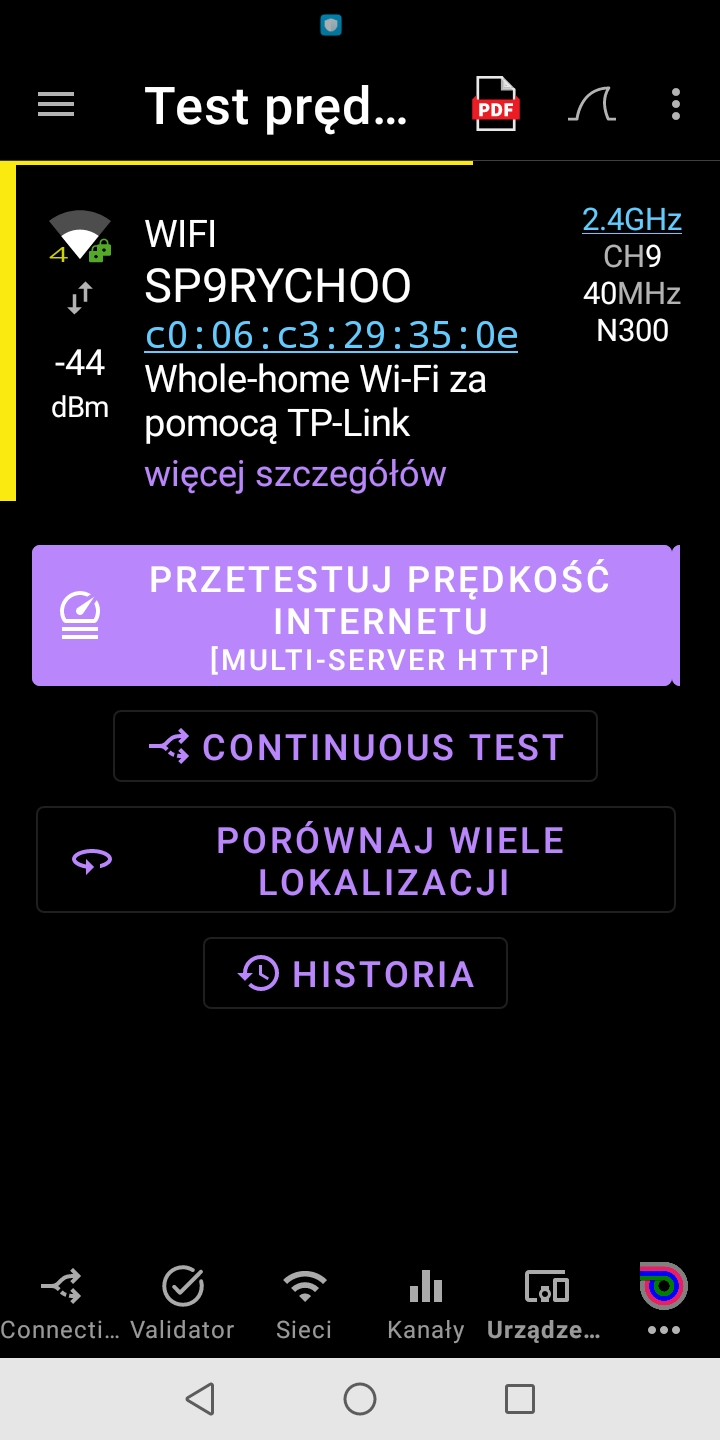 Test pręd...
PDF
WIFI
SP9RYCHOO
c0:06:c3:29:35:0e
Whole-home Wi-Fi za
pomocą TP-Link
więcej szczegółów
4
-44
dBm
2.4GHz
CH9
40MHz
N300
PRZETESTUJ PRĘDKOŚĆ
INTERNETU
[MULTI-SERVER HTTP]
CONTINUOUS TEST
PORÓWNAJ WIELE
LOKALIZACJI
HISTORIA
Connecti...
Validator
Sieci
Kanały
Urządze...